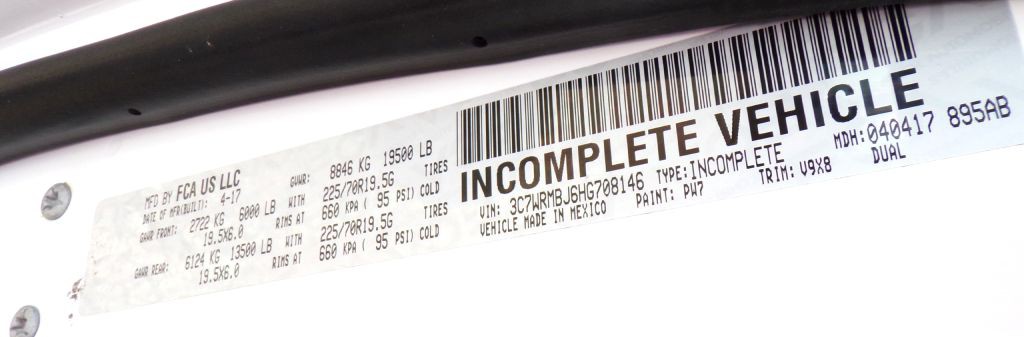 MFD BY FCA US LLC
DATE OF MFR(BUILT): 4-17 GVWR: 8846 KG 19500 LB
GAWR FRONT: 2722 KG 6000 LB WITH 225/70R19.5G TIRES
19.5X6.0 RIMS AT 660 KPA ( 95 PSI) COLD
GAWR REAR: 6124 KG 13500 LB WITH 225/70R19.5G TIRES
19.5X6.0 RIMS AT 660 KPA ( 95 PSI) COLD
INCOMPLETE VEHICLE
VIN: 3C7WRMBJ6HG708146 TYPE:INCOMPLETE MDH:040417 895AB
VEHICLE MADE IN MEXICO PAINT: PW7 TRIM: V9X8 DUAL